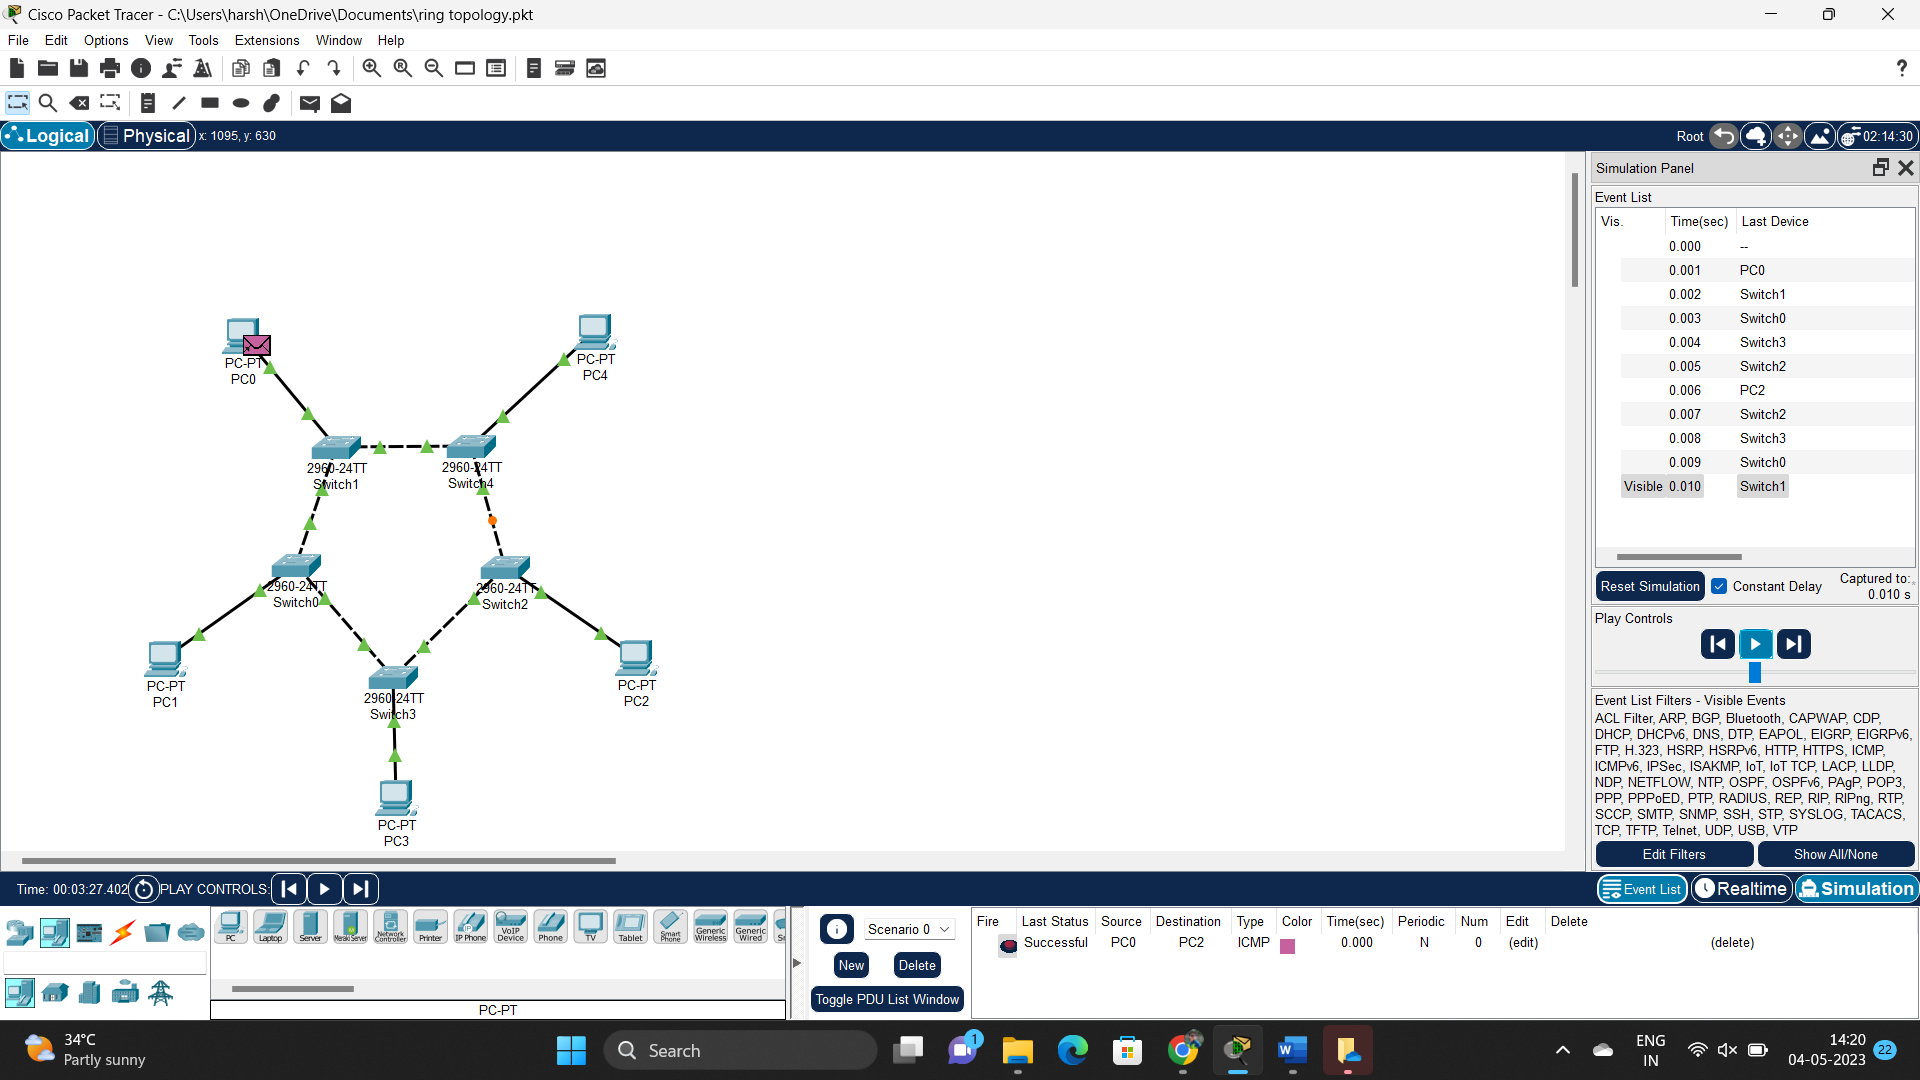 Cisco Packet Tracer - C:\Users\harsh\OneDrive\Documents\ring topology.pkt
File Edit Options View Tools Extensions Window Help
?
Logical Physical x: 1095, y: 630
Root 02:14:30
Simulation Panel
Event List
Vis. Time(sec) Last Device
0.000 --
0.001 PC0
0.002 Switch1
0.003 Switch0
0.004 Switch3
0.005 Switch2
0.006 PC2
0.007 Switch2
0.008 Switch3
0.009 Switch0
Visible 0.010 Switch1
Reset Simulation Constant Delay Captured to:
0.010 s
Play Controls
Event List Filters - Visible Events
ACL Filter, ARP, BGP, Bluetooth, CAPWAP, CDP,
DHCP, DHCPv6, DNS, DTP, EAPOL, EIGRP, EIGRPv6,
FTP, H.323, HSRP, HSRPv6, HTTP, HTTPS, ICMP,
ICMPv6, IPSec, ISAKMP, IoT, IoT TCP, LACP, LLDP,
NDP, NETFLOW, NTP, OSPF, OSPFv6, PAgP, POP3,
PPP, PPPoED, PTP, RADIUS, REP, RIP, RIPng, RTP,
SCCP, SMTP, SNMP, SSH, STP, SYSLOG, TACACS,
TCP, TFTP, Telnet, UDP, USB, VTP
Edit Filters Show All/None
PC-PT
PC0
PC-PT
PC4
2960-24TT
Switch1
2960-24TT
Switch4
2960-24TT
Switch0
2960-24TT
Switch2
PC-PT
PC1
2960-24TT
Switch3
PC-PT
PC2
PC-PT
PC3
Time: 00:03:27.402 PLAY CONTROLS:
Event List Realtime Simulation
PC Laptop Server Meraki Server Network Controller Printer IP Phone VoIP Device Phone TV Tablet Smart Phone Generic Wireless Generic Wired
PC-PT
Scenario 0
New Delete
Toggle PDU List Window
Fire Last Status Source Destination Type Color Time(sec) Periodic Num Edit Delete
Successful PC0 PC2 ICMP 0.000 N 0 (edit) (delete)
34°C
Partly sunny
Search
1
ENG
IN
14:20
04-05-2023
22